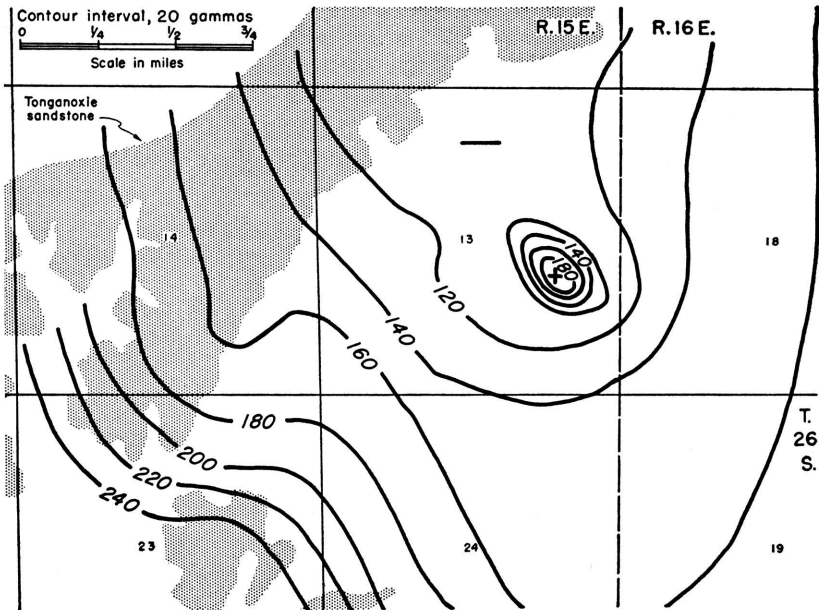 Contour interval, 20 gammas
0 1/4 1/2 3/4
Scale in miles
R.15 E. R.16 E.
Tonganoxie
sandstone
14
13
18
140
180
120
140
160
180
200
220
240
T.
26
S.
23
24
19